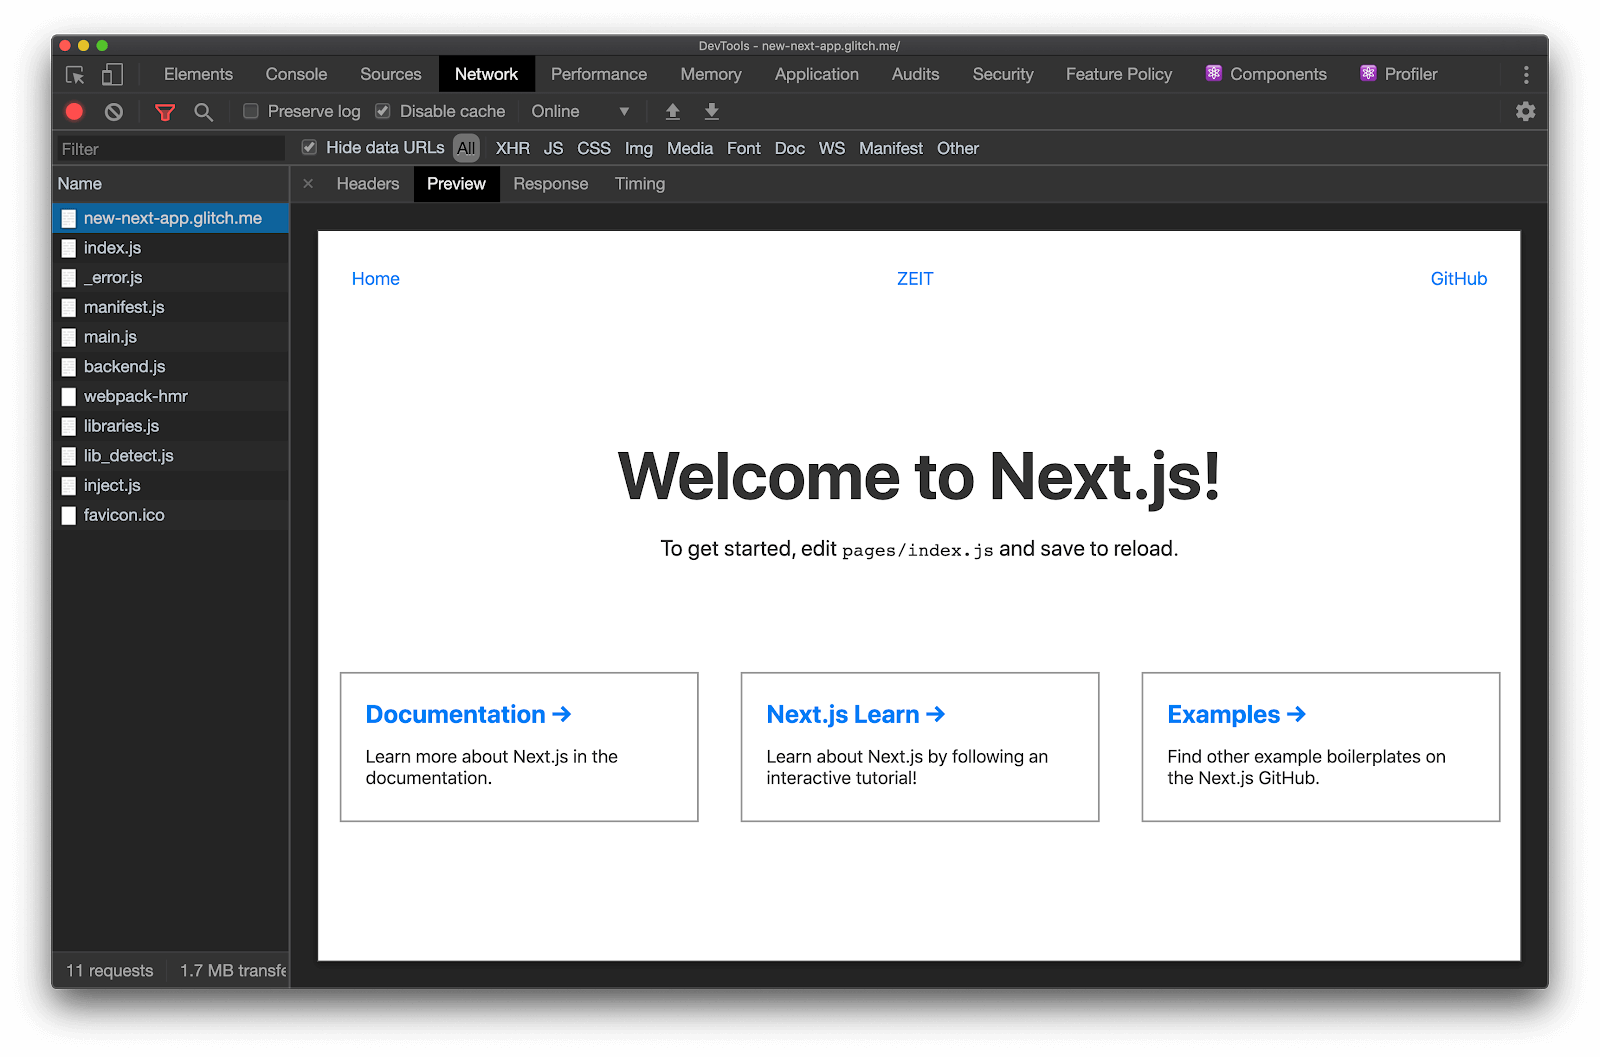 DevTools - new-next-app.glitch.me/
Elements Console Sources Network Performance Memory Application Audits Security Feature Policy Components Profiler
Preserve log Disable cache Online
Filter Hide data URLs All XHR JS CSS Img Media Font Doc WS Manifest Other
Name
Headers Preview Response Timing
new-next-app.glitch.me
index.js
_error.js
manifest.js
main.js
backend.js
webpack-hmr
libraries.js
lib_detect.js
inject.js
favicon.ico
11 requests 1.7 MB transfe
Home ZEIT GitHub
Welcome to Next.js!
To get started, edit pages/index.js and save to reload.
Documentation →
Learn more about Next.js in the
documentation.
Next.js Learn →
Learn about Next.js by following an
interactive tutorial!
Examples →
Find other example boilerplates on
the Next.js GitHub.